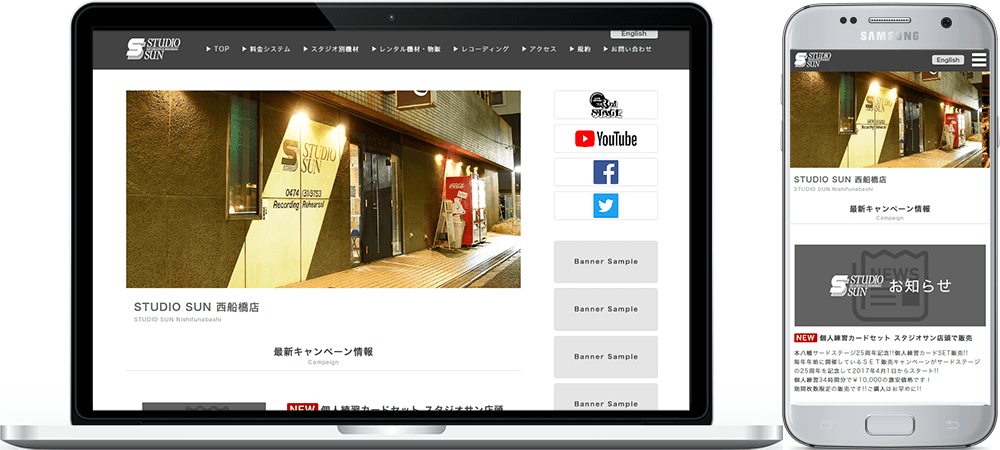 English
STUDIO
SUN
▶ TOP ▶ 料金システム ▶ スタジオ別機材 ▶ レンタル機材・物販 ▶ レコーディング ▶ アクセス ▶ 規約 ▶ お問い合わせ
STUDIO
SUN
Recording Rehearsal
3rd
STAGE
YouTube
Banner Sample
Banner Sample
Banner Sample
Banner Sample
STUDIO SUN 西船橋店
STUDIO SUN Nishifunabashi
最新キャンペーン情報
Campaign
NEW 個人練習カードセット スタジオサン店頭
SAMSUNG
STUDIO
SUN
English
STUDIO SUN 西船橋店
STUDIO SUN Nishifunabashi
最新キャンペーン情報
Campaign
NEWS
STUDIO
SUN
お知らせ
NEW 個人練習カードセット スタジオサン店頭で販売
本八幡サードステージ25周年記念!!個人練習カードSET販売!!
毎年年始に開催しているＳＥＴ販売キャンペーンがサードステージ
の25周年を記念して2017年4月1日からスタート!!
個人練習34時間分で￥10,000の激安価格です！
期間枚数限定の販売です!!ご購入はお早めに!!